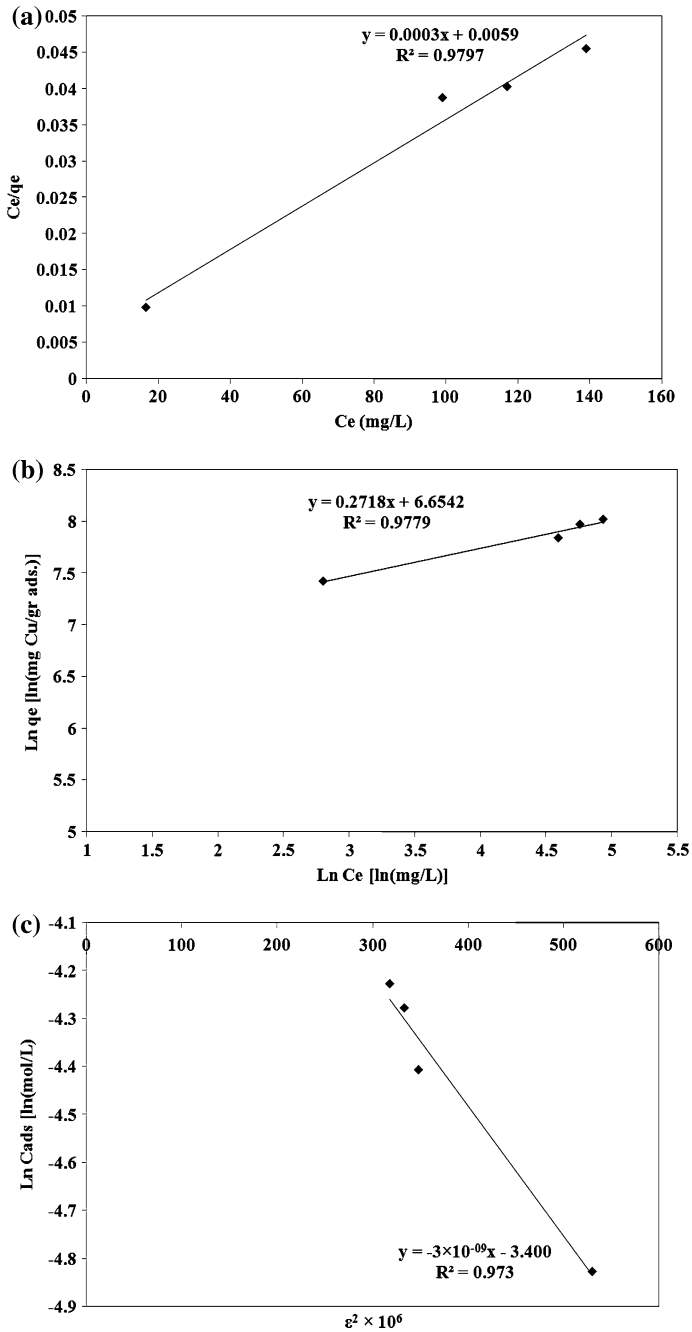 (a)
0.05
0.045
0.04
0.035
0.03
0.025
0.02
0.015
0.01
0.005
0
Ce/qe
y = 0.0003x + 0.0059
R² = 0.9797
0 20 40 60 80 100 120 140 160
Ce (mg/L)
(b)
8.5
8
7.5
7
6.5
6
5.5
5
Ln qe [ln(mg Cu/gr ads.)]
y = 0.2718x + 6.6542
R² = 0.9779
1 1.5 2 2.5 3 3.5 4 4.5 5 5.5
Ln Ce [ln(mg/L)]
(c)
-4.1
-4.2
-4.3
-4.4
-4.5
-4.6
-4.7
-4.8
-4.9
Ln Cads [ln(mol/L)
0 100 200 300 400 500 600
y = -3×10⁻⁰⁹x - 3.400
R² = 0.973
ε² × 10⁶